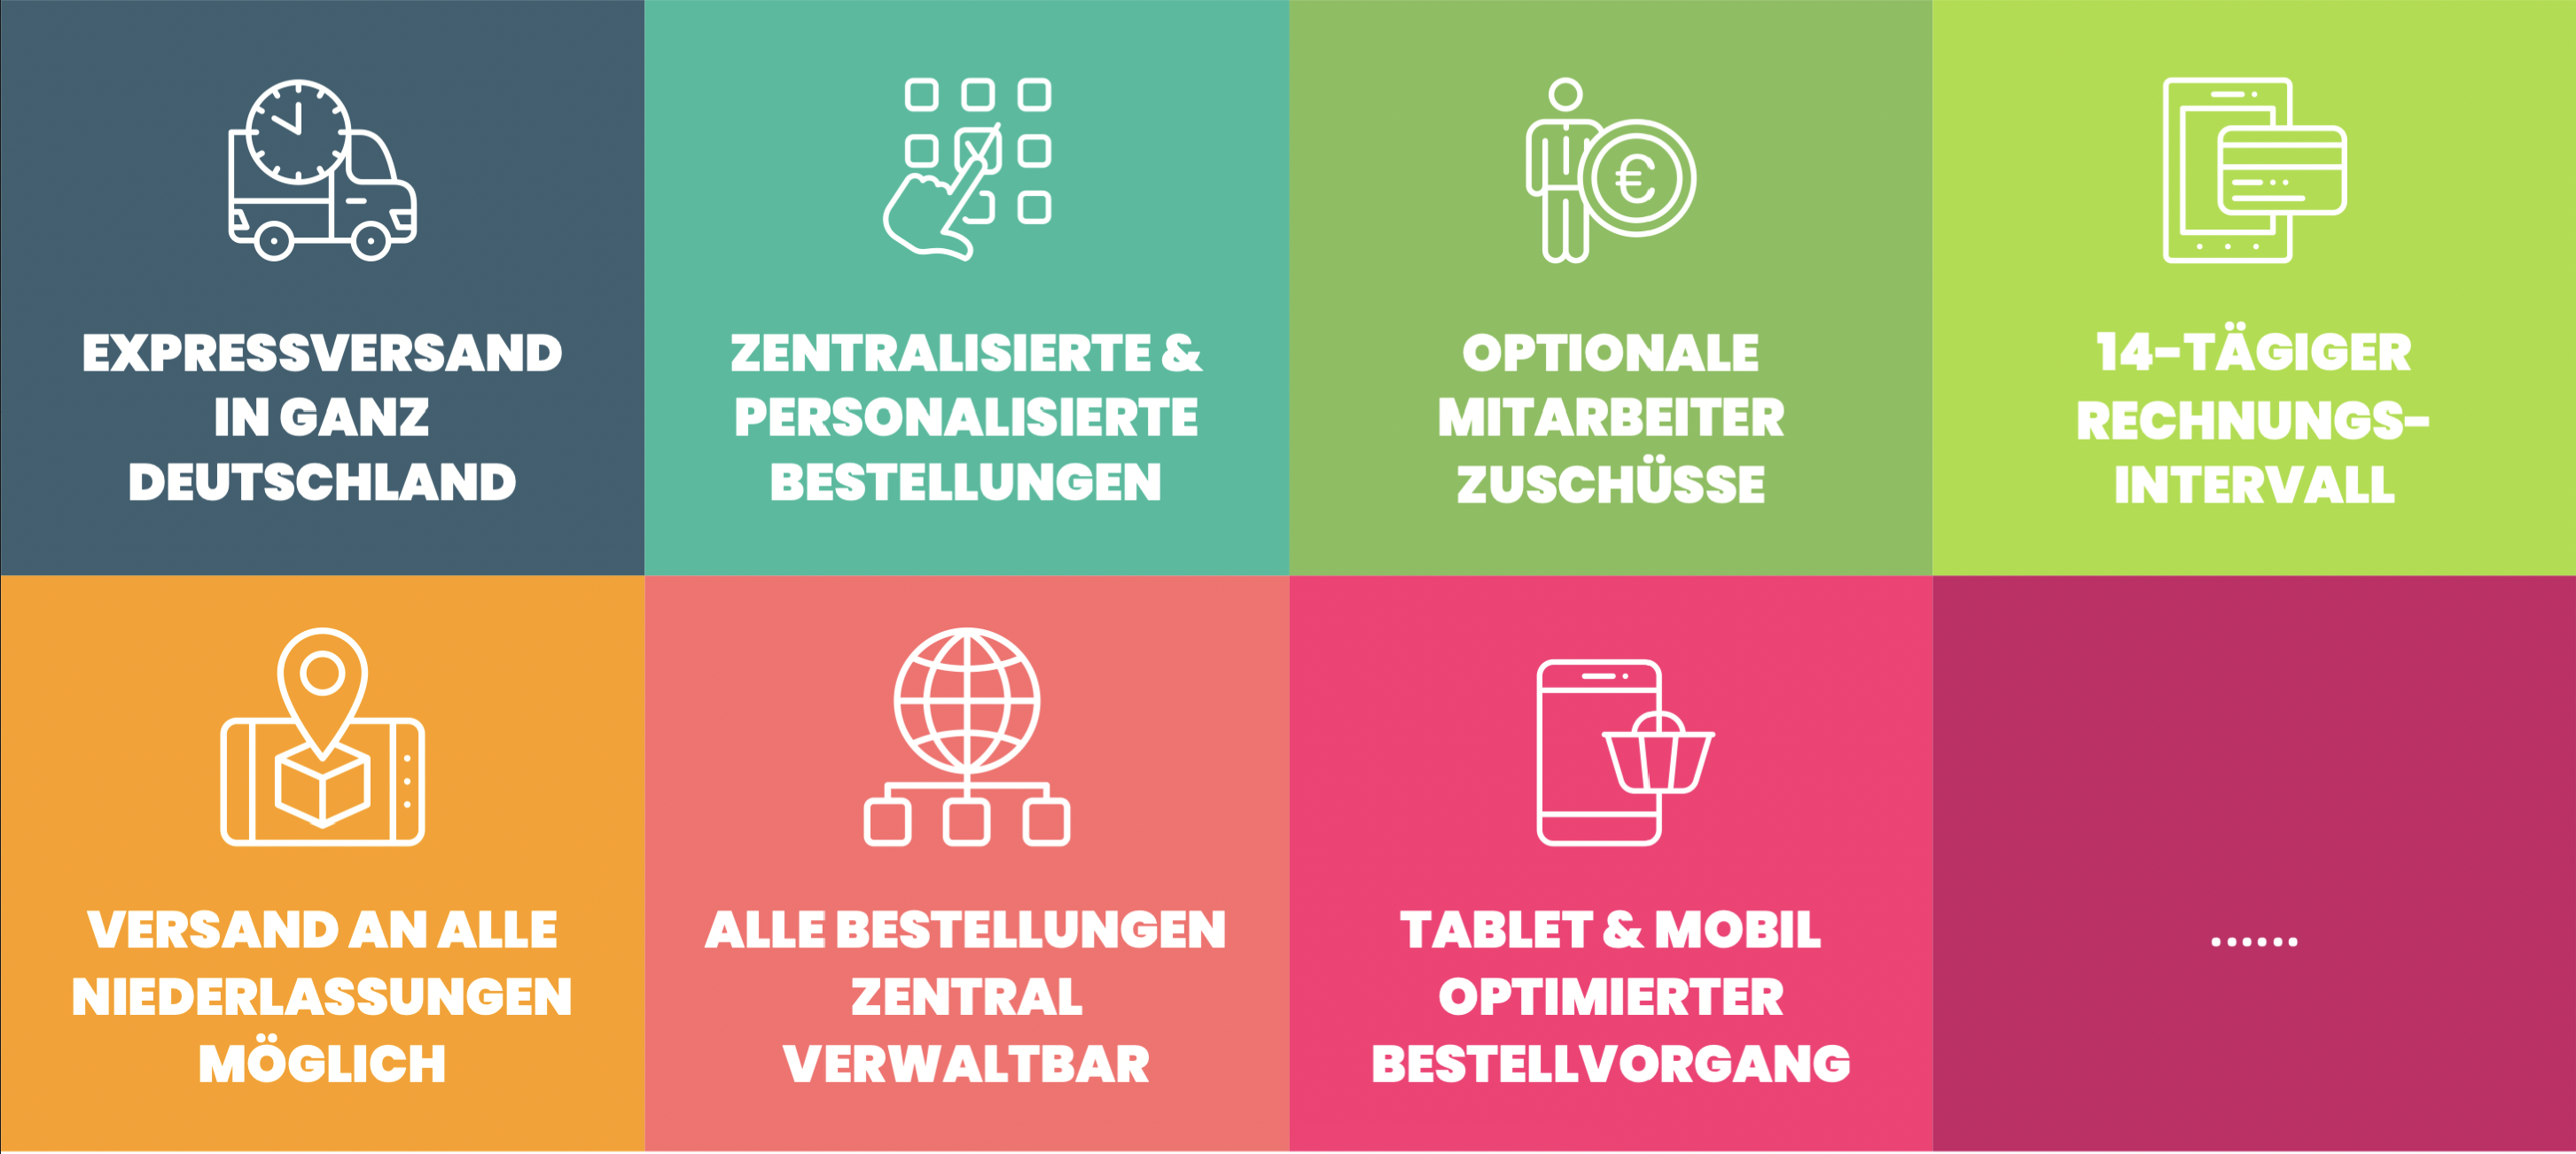 EXPRESSVERSAND
IN GANZ
DEUTSCHLAND
ZENTRALISIERTE &
PERSONALISIERTE
BESTELLUNGEN
OPTIONALE
MITARBEITER
ZUSCHÜSSE
€
14-TÄGIGER
RECHNUNGS-
INTERVALL
VERSAND AN ALLE
NIEDERLASSUNGEN
MÖGLICH
ALLE BESTELLUNGEN
ZENTRAL
VERWALTBAR
TABLET & MOBIL
OPTIMIERTER
BESTELLVORGANG
......